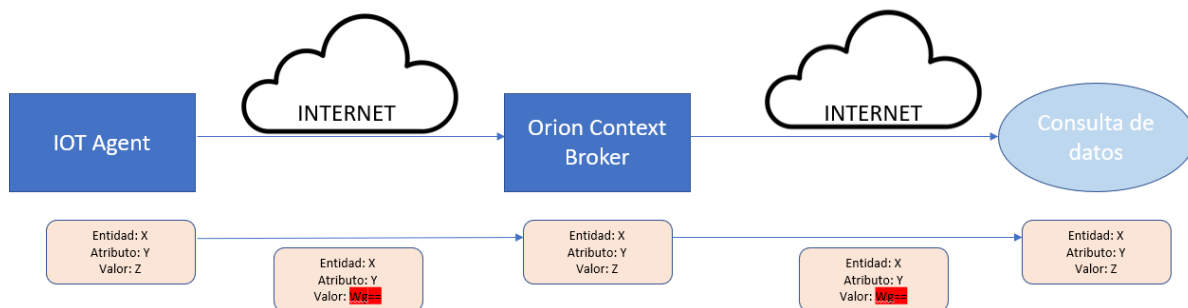 INTERNET
INTERNET
IOT Agent
Orion Context
Broker
Consulta de
datos
Entidad: X
Atributo: Y
Valor: Z
Entidad: X
Atributo: Y
Valor: Wg==
Entidad: X
Atributo: Y
Valor: Z
Entidad: X
Atributo: Y
Valor: Wg==
Entidad: X
Atributo: Y
Valor: Z